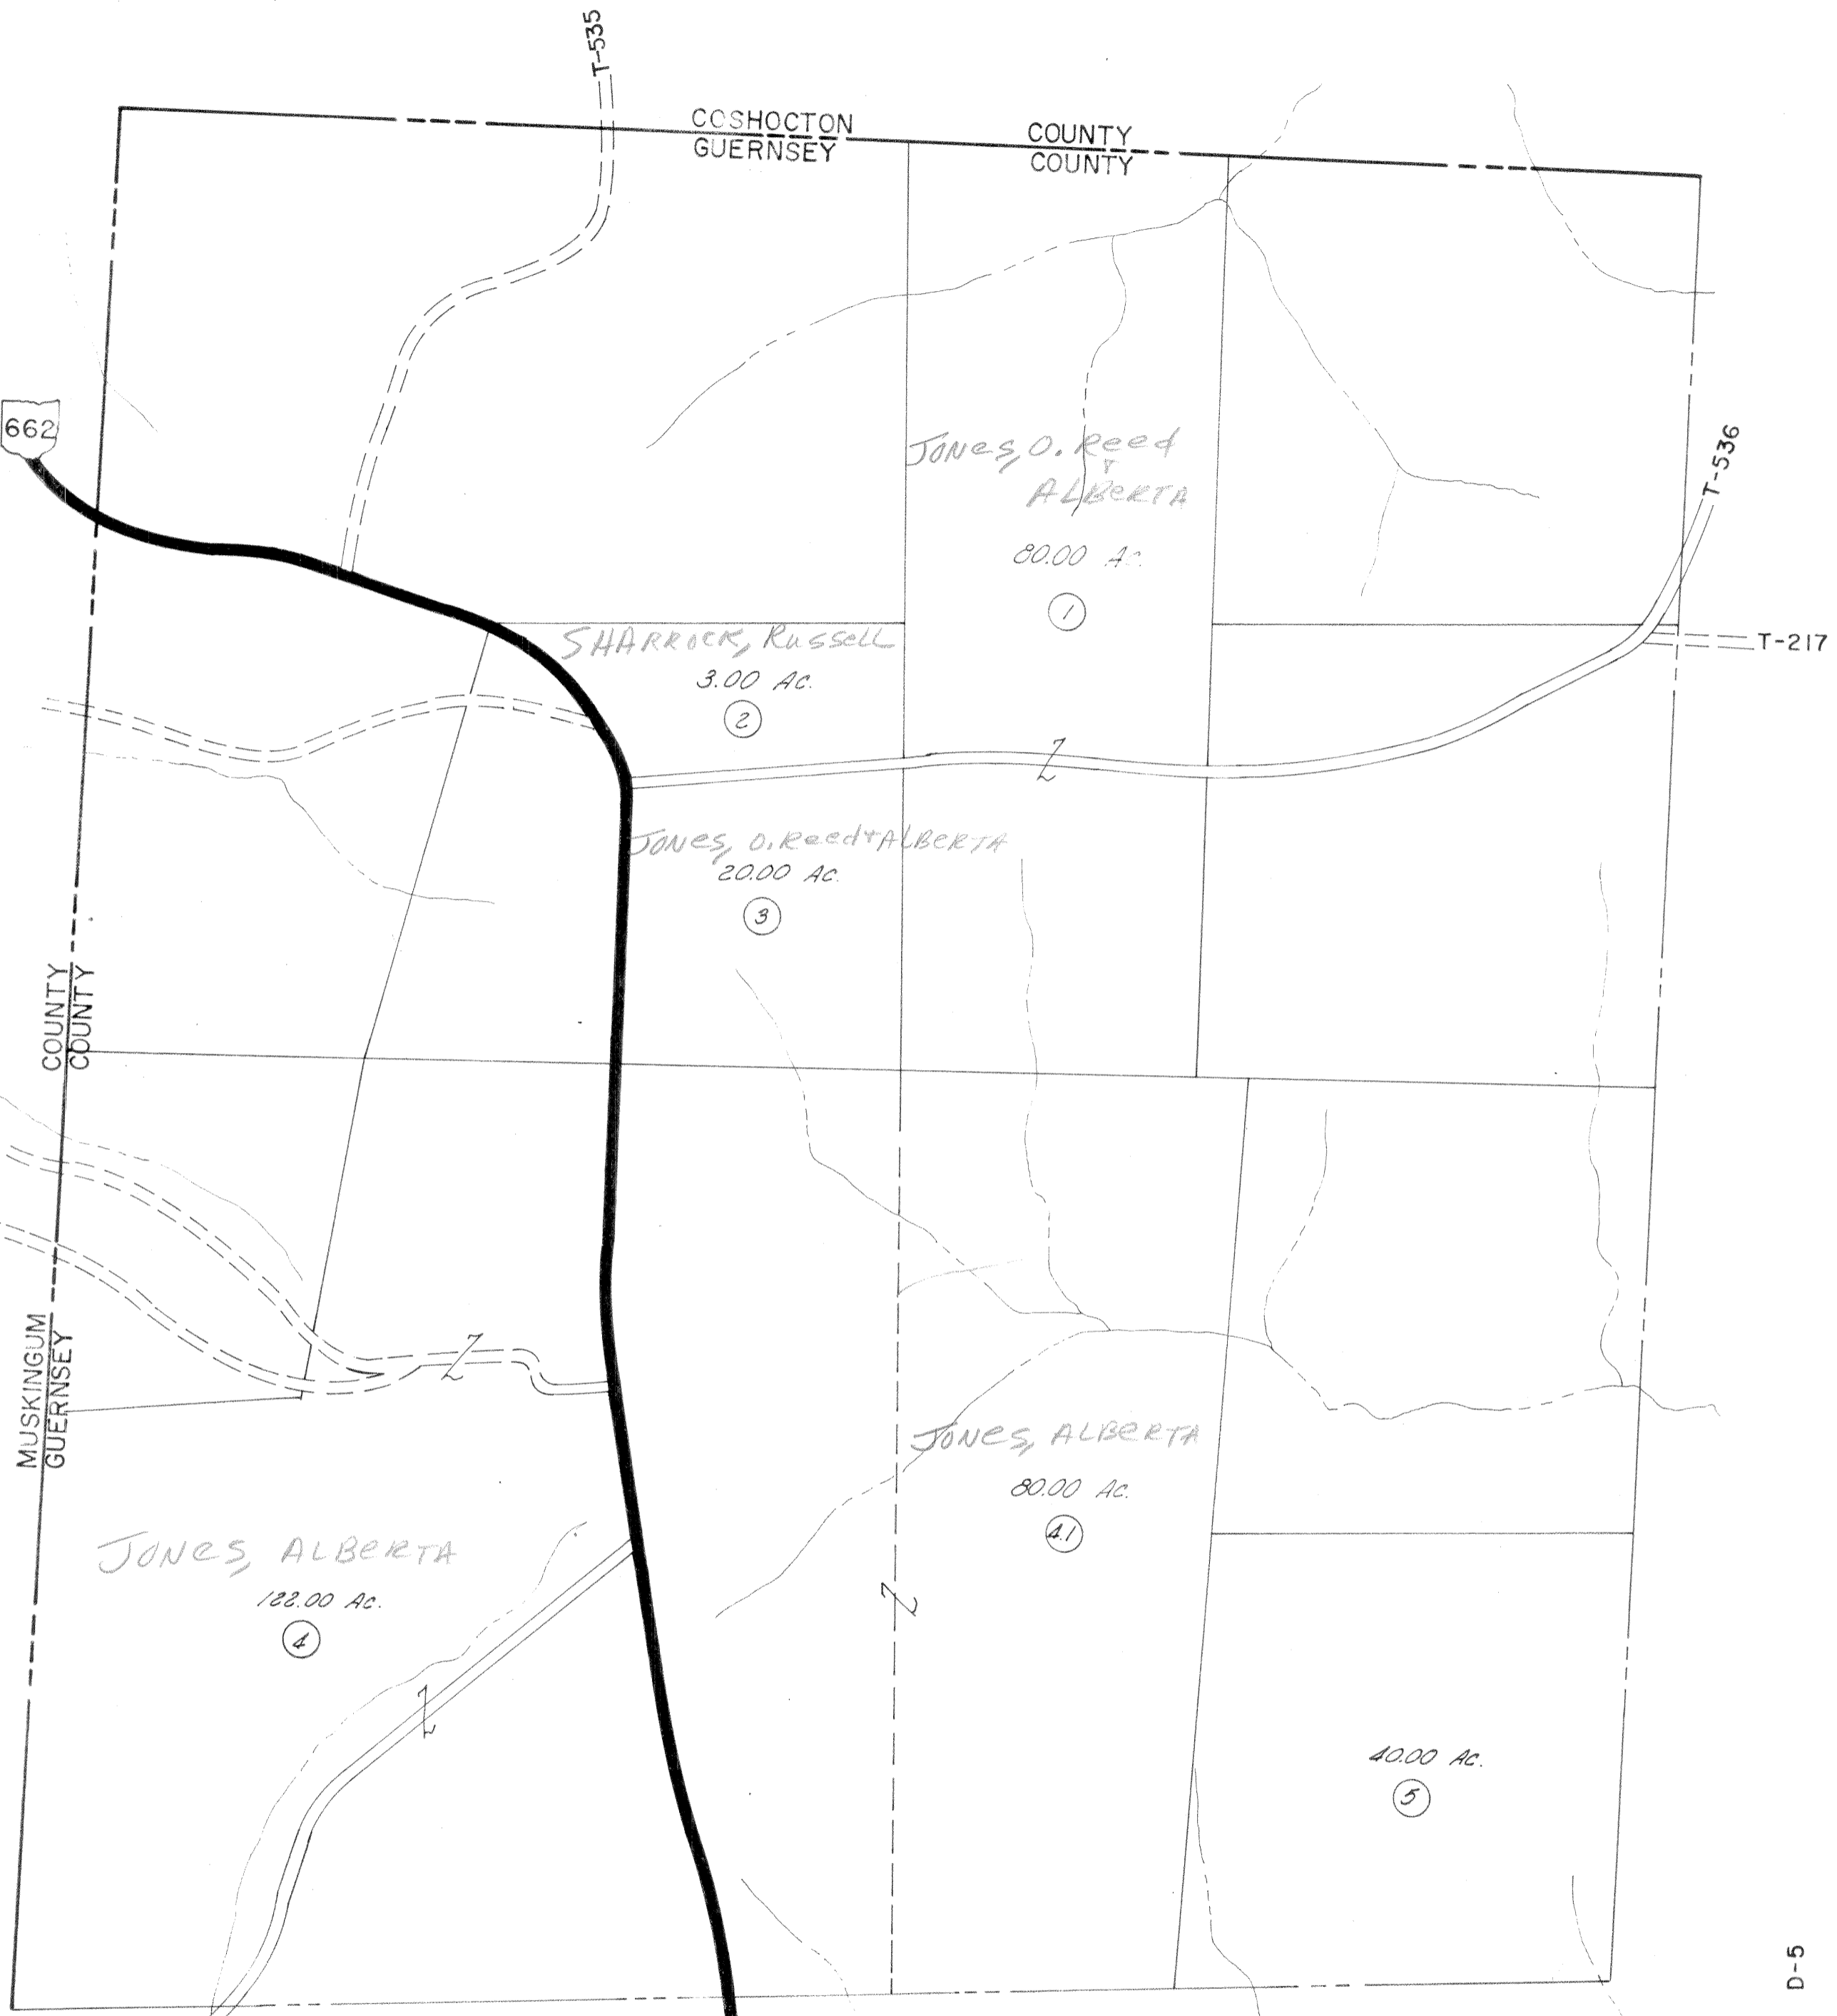 T-535
COSHOCTON COUNTY
GUERNSEY COUNTY
662
JONES, O. Reed
+
ALBERTA
80.00 Ac.
1
T-536
T-217
SHARROCK, RUSSELL
3.00 Ac.
2
JONES, O. Reed + ALBERTA
20.00 Ac.
3
MUSKINGUM COUNTY
GUERNSEY COUNTY
JONES, ALBERTA
80.00 Ac.
4.1
JONES, ALBERTA
122.00 Ac.
4
40.00 Ac.
5
D-5